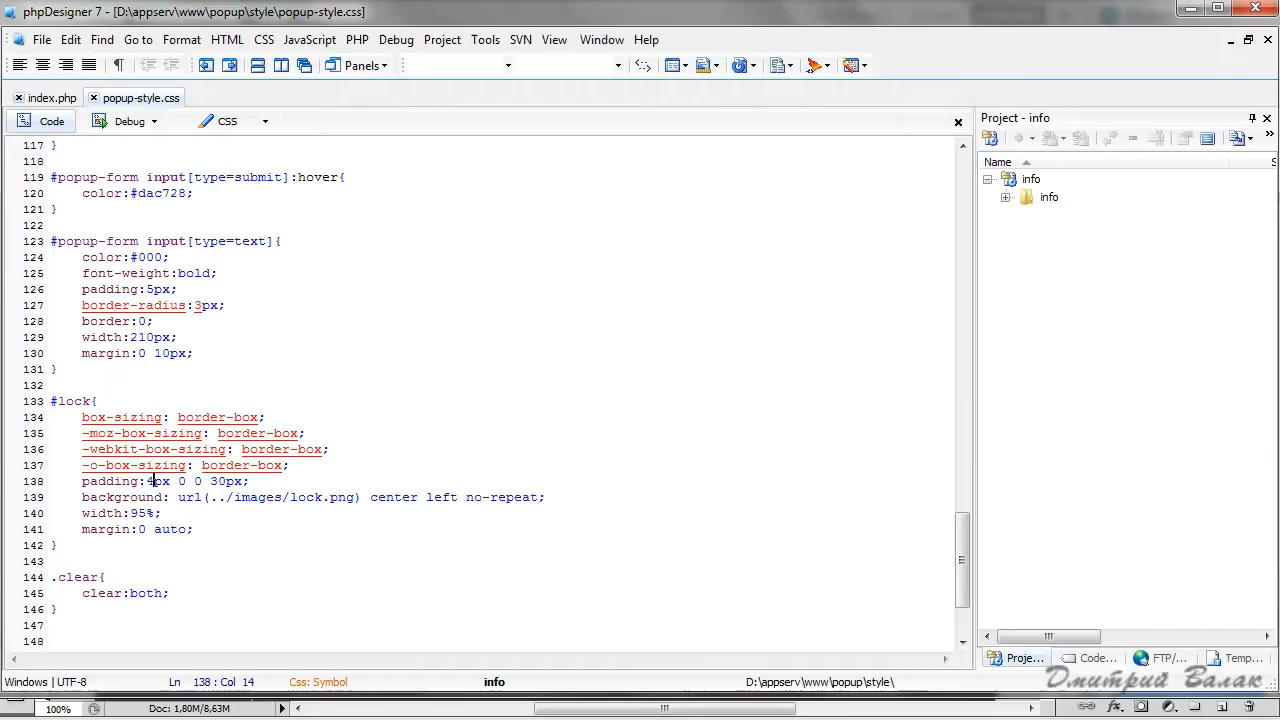 phpDesigner 7 - [D:\appserv\www\popup\style\popup-style.css]
File Edit Find Go to Format HTML CSS JavaScript PHP Debug Project Tools SVN View Window Help
Panels
index.php popup-style.css
Code Debug CSS
Project - info
Name S
info
info
117 }
118
119 #popup-form input[type=submit]:hover{
120 color:#dac728;
121 }
122
123 #popup-form input[type=text]{
124 color:#000;
125 font-weight:bold;
126 padding:5px;
127 border-radius:3px;
128 border:0;
129 width:210px;
130 margin:0 10px;
131 }
132
133 #lock{
134 box-sizing: border-box;
135 -moz-box-sizing: border-box;
136 -webkit-box-sizing: border-box;
137 -o-box-sizing: border-box;
138 padding:4px 0 0 30px;
139 background: url(../images/lock.png) center left no-repeat;
140 width:95%;
141 margin:0 auto;
142 }
143
144 .clear{
145 clear:both;
146 }
147
148
Proje... Code... FTP/... Temp...
Windows | UTF-8 Ln 138 : Col 14 Css: Symbol info D:\appserv\www\popup\style\
Дмитрий Валак
100% Doc: 1,80M/8,63M